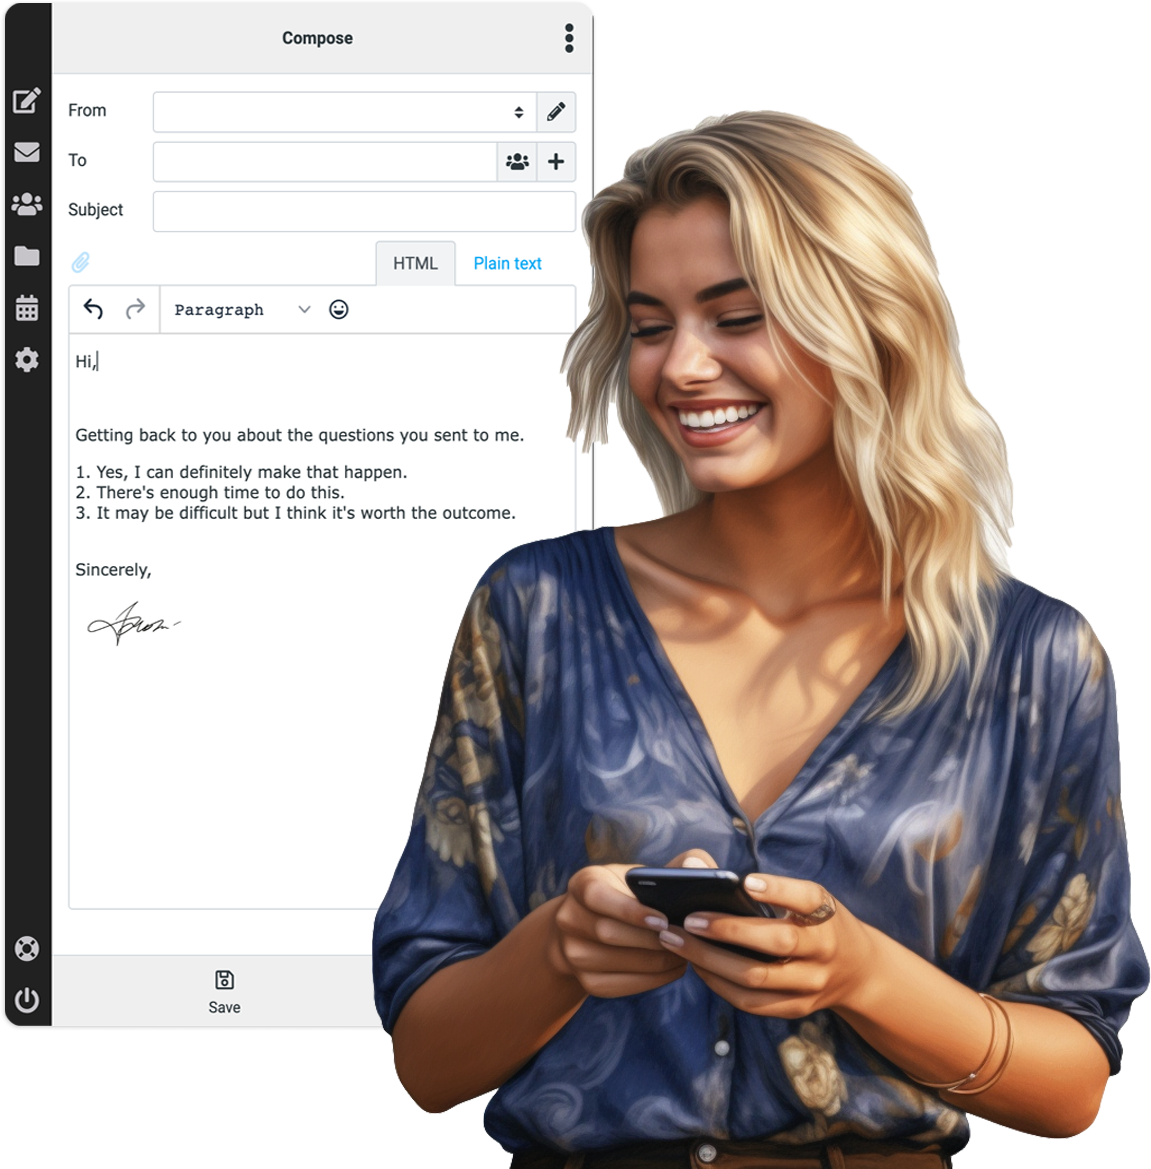 Compose
From
To
Subject
HTML Plain text
Paragraph
Hi,
Getting back to you about the questions you sent to me.
1. Yes, I can definitely make that happen.
2. There's enough time to do this.
3. It may be difficult but I think it's worth the outcome.
Sincerely,
Save